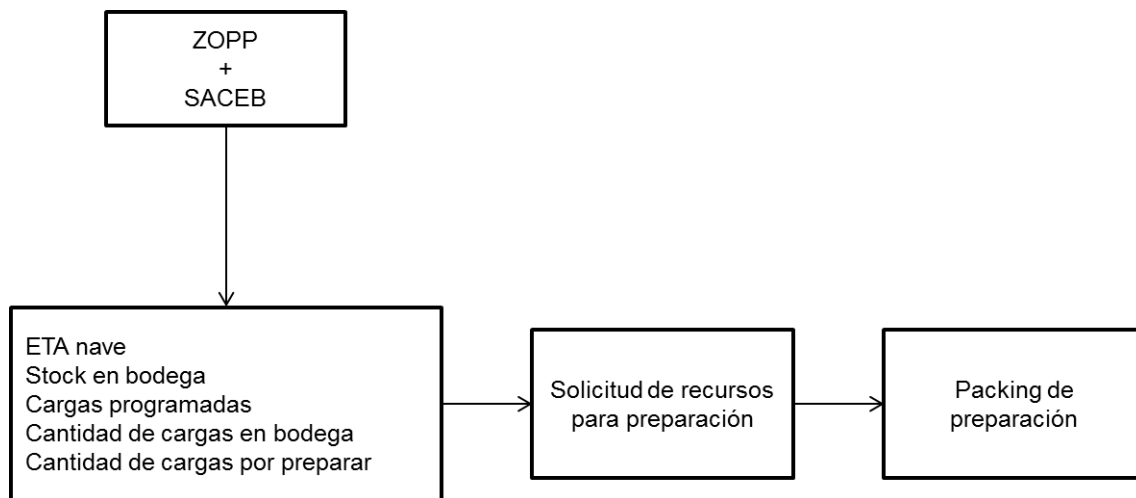 ZOPP
+
SACEB
ETA nave
Stock en bodega
Cargas programadas
Cantidad de cargas en bodega
Cantidad de cargas por preparar
Solicitud de recursos
para preparación
Packing de
preparación